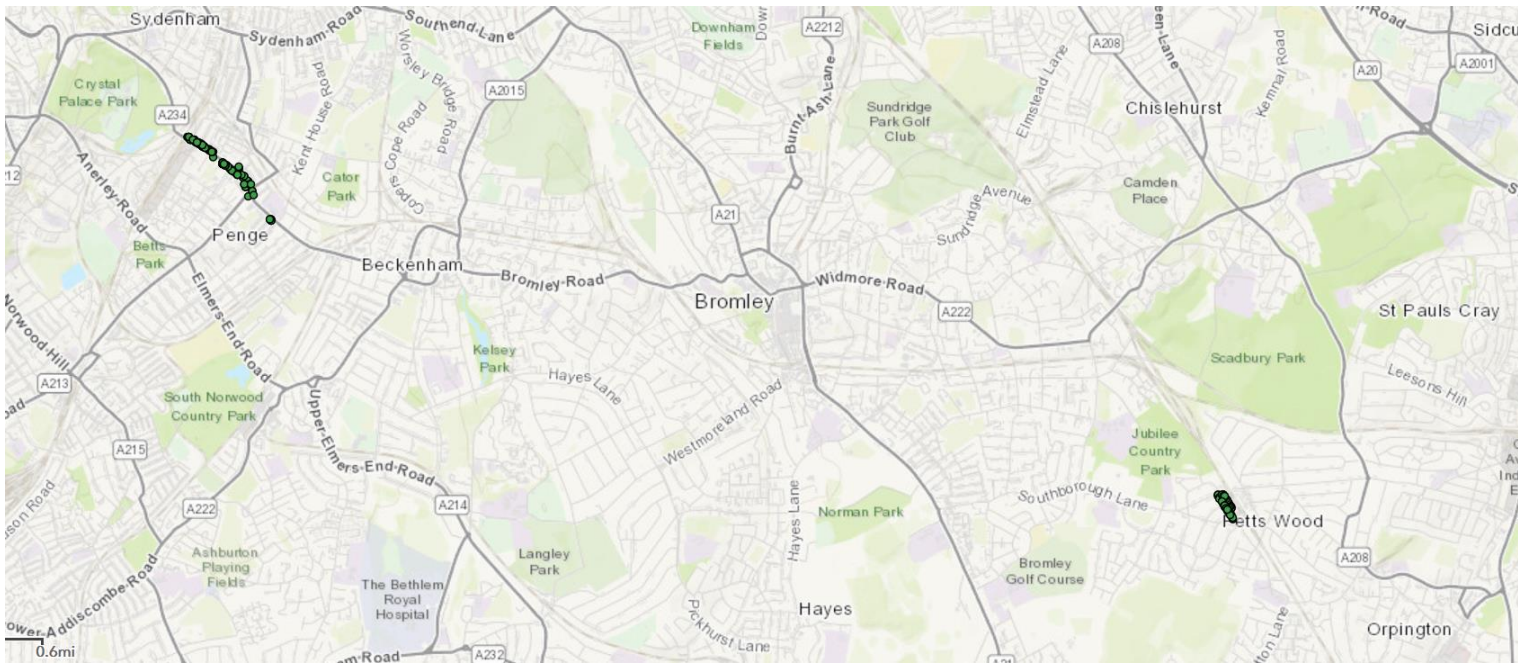 Sydenham
Sydenham-Road
Southend-Lane
Downham
Fields
A2212
A208
A20
Sidcu
A2001
Crystal
Palace Park
A234
Kent House Road
Worsley Bridge Road
A2015
Copers Cope Road
Burnt-Ash-Lane
Sundridge
Park Golf
Club
Elmstead Lane
een-Lane
Chislehurst
Kemnal Road
Anerley-Road
Cator
Park
A21
Sundridge
Avenue
Camden
Place
Penge
Betts
Park
Beckenham
Bromley-Road
Bromley
Widmore-Road
A222
St Pauls Cray
Elmers-End-Road
Norwood-Hill
A213
Kelsey
Park
Hayes Lane
Scadbury Park
Leesons Hill
South Norwood
Country Park
Westmoreland Road
A215
Upper-Elmers-End-Road
Jubilee
Country
Park
A222
A214
Southborough Lane
Hayes Lane
Norman Park
Petts Wood
Ashburton
Playing
Fields
Langley
Park
Bromley
Golf Course
A208
The Bethlem
Royal
Hospital
ower-Addiscombe-Road
Hayes
Pickhurst Lane
Orpington
0.6mi
A232
A21